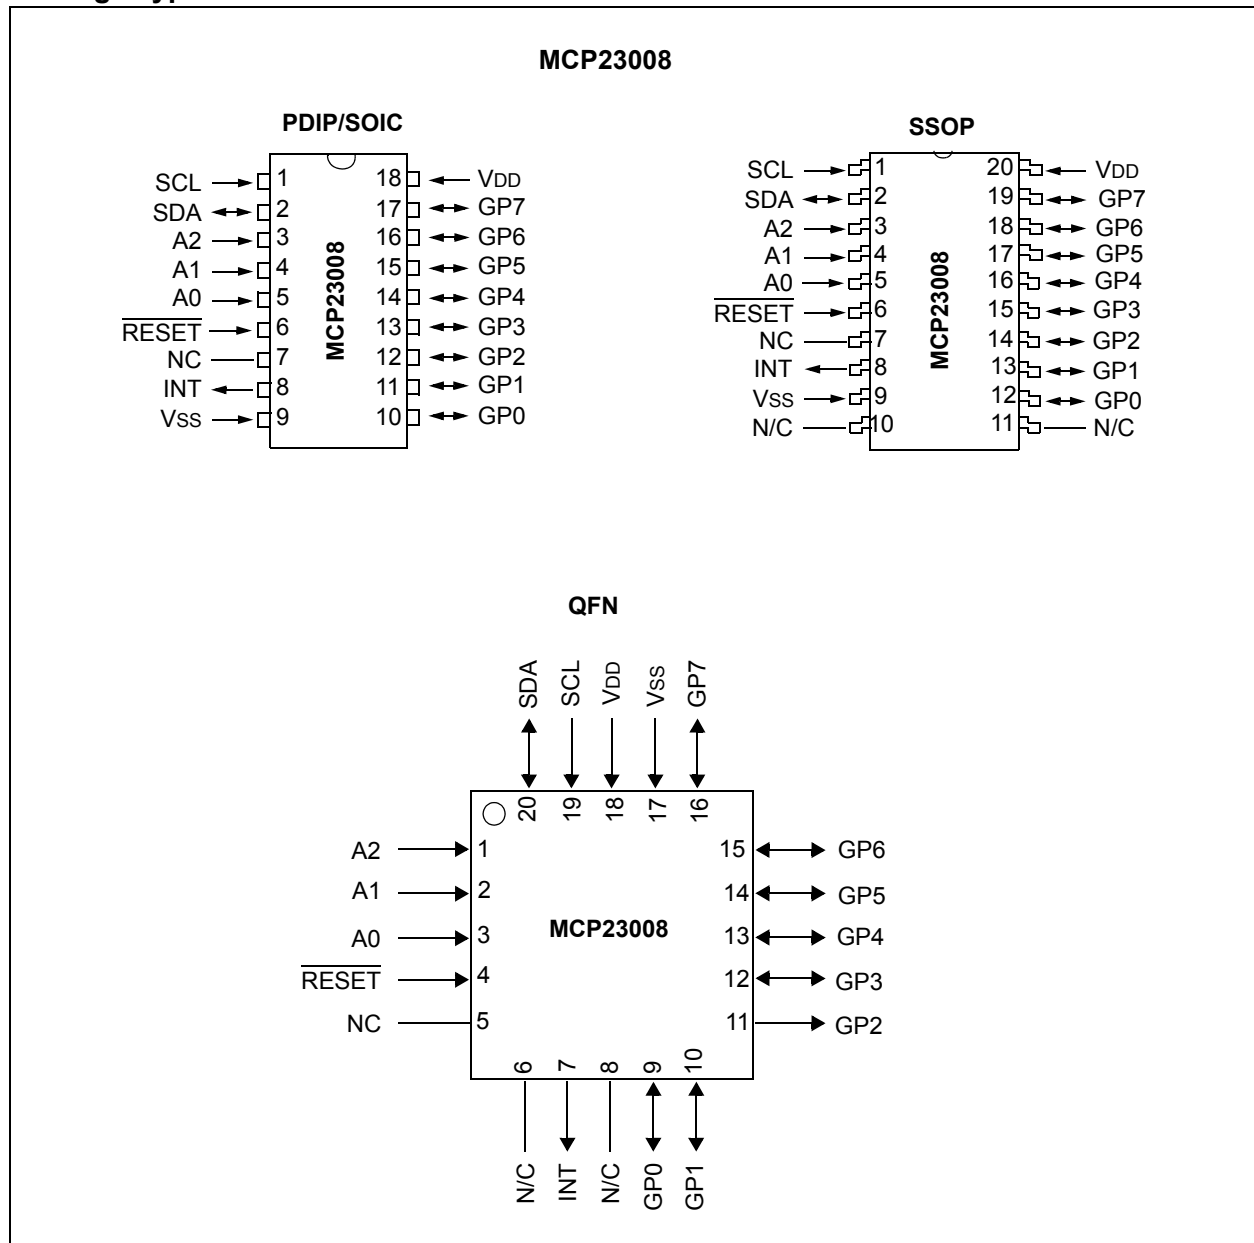 MCP23008
PDIP/SOIC
SCL 1 18 VDD
SDA 2 17 GP7
A2 3 16 GP6
A1 4 15 GP5
A0 5 14 GP4
RESET 6 13 GP3
NC 7 12 GP2
INT 8 11 GP1
VSS 9 10 GP0
MCP23008
SSOP
SCL 1 20 VDD
SDA 2 19 GP7
A2 3 18 GP6
A1 4 17 GP5
A0 5 16 GP4
RESET 6 15 GP3
NC 7 14 GP2
INT 8 13 GP1
VSS 9 12 GP0
N/C 10 11 N/C
MCP23008
QFN
SDA SCL VDD VSS GP7
20 19 18 17 16
A2 1 15 GP6
A1 2 14 GP5
MCP23008
A0 3 13 GP4
RESET 4 12 GP3
NC 5 11 GP2
6 7 8 9 10
N/C INT N/C GP0 GP1